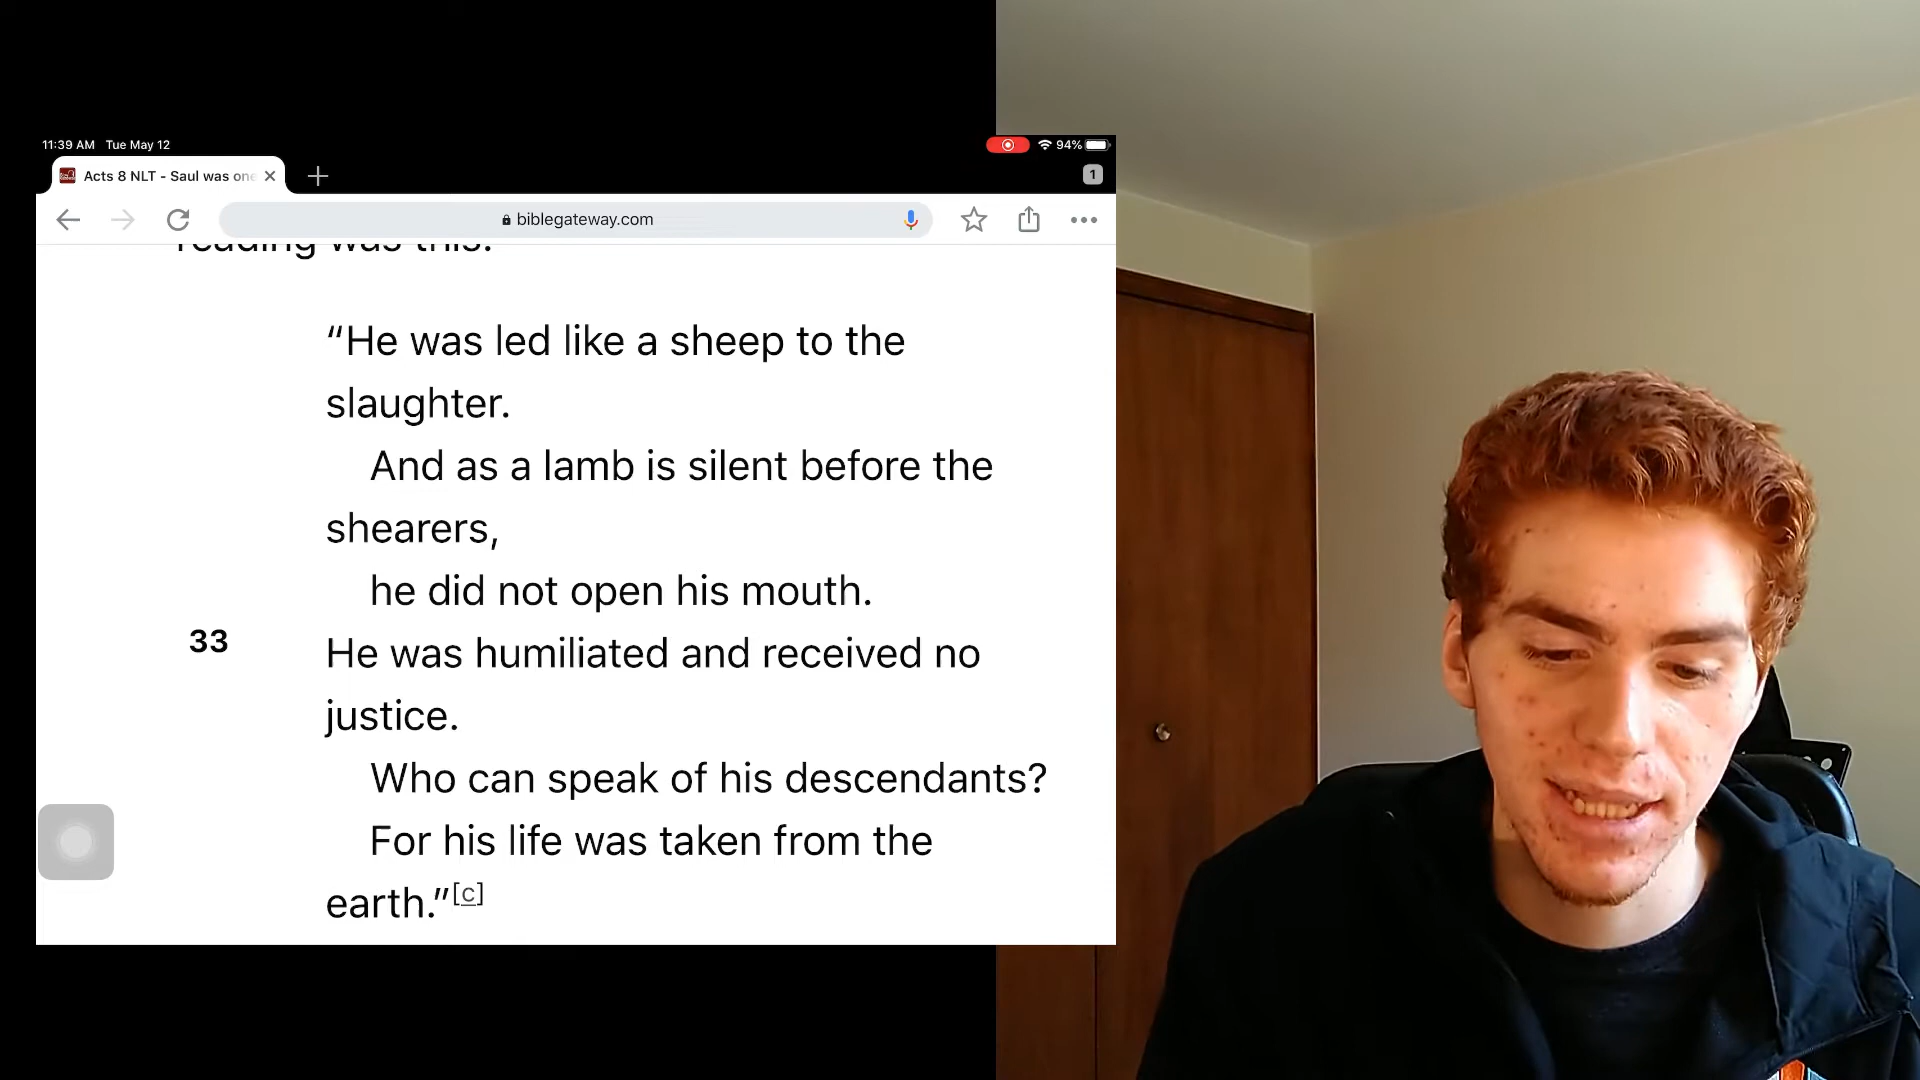 11:39 AM Tue May 12
94%
Acts 8 NLT - Saul was one
1
biblegateway.com
reading was this:
“He was led like a sheep to the
slaughter.
And as a lamb is silent before the
shearers,
he did not open his mouth.
33 He was humiliated and received no
justice.
Who can speak of his descendants?
For his life was taken from the
earth.”[c]